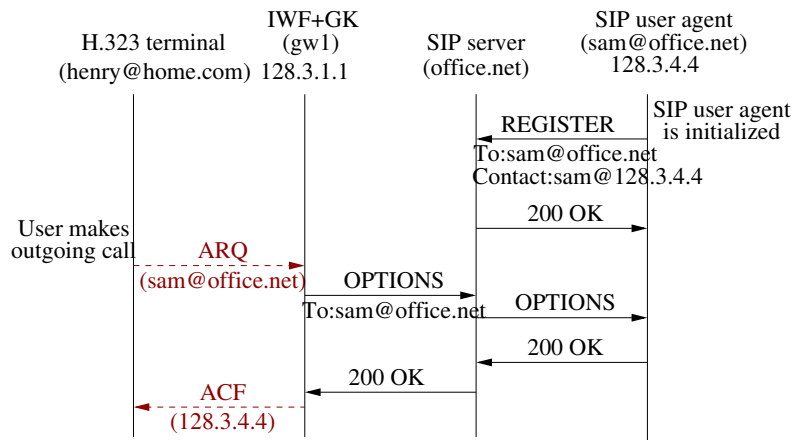 H.323 terminal
(henry@home.com)
IWF+GK
(gw1)
128.3.1.1
SIP server
(office.net)
SIP user agent
(sam@office.net)
128.3.4.4
SIP user agent
is initialized
REGISTER
To:sam@office.net
Contact:sam@128.3.4.4
200 OK
User makes
outgoing call
ARQ
(sam@office.net)
OPTIONS
To:sam@office.net
OPTIONS
200 OK
200 OK
ACF
(128.3.4.4)